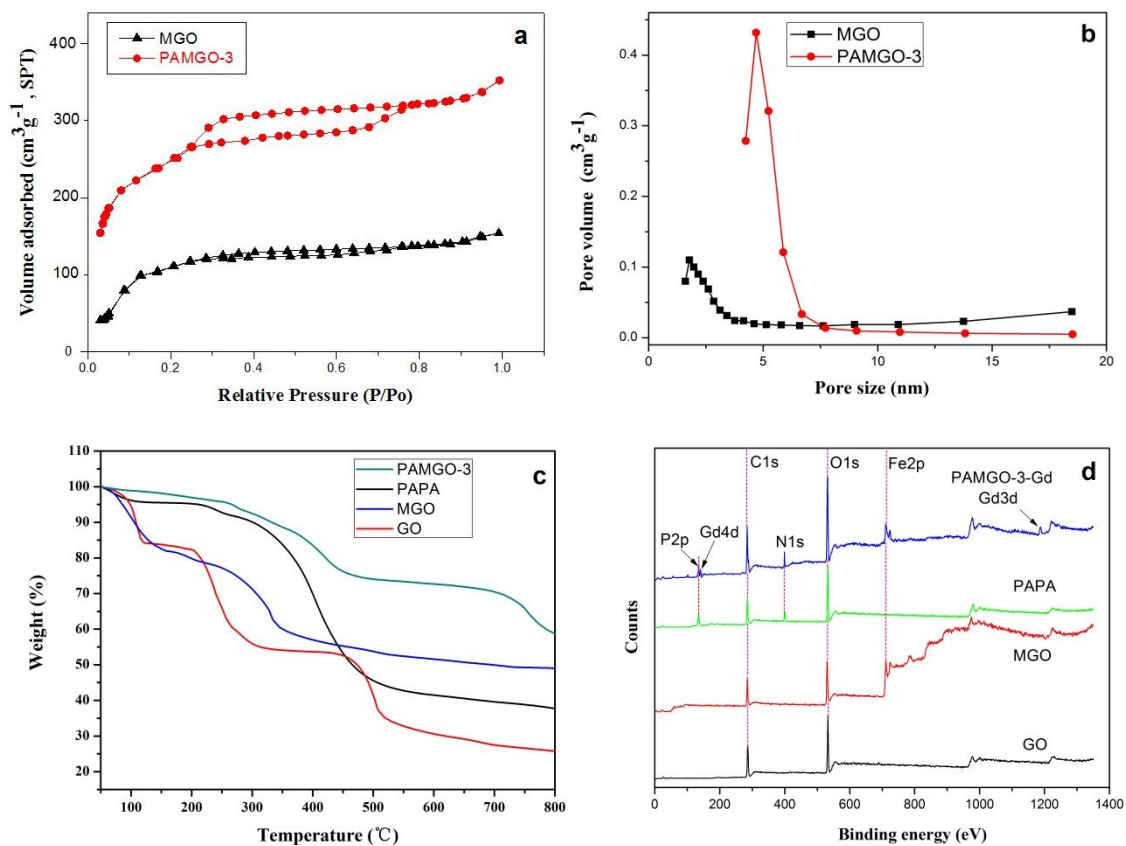 a
MGO
PAMGO-3
Volume adsorbed (cm³g⁻¹ , SPT)
400
300
200
100
0
0.0
0.2
0.4
0.6
0.8
1.0
Relative Pressure (P/Po)
b
MGO
PAMGO-3
Pore volume (cm³g⁻¹)
0.4
0.3
0.2
0.1
0.0
0
5
10
15
20
Pore size (nm)
c
PAMGO-3
PAPA
MGO
GO
Weight (%)
110
100
90
80
70
60
50
40
30
20
100
200
300
400
500
600
700
800
Temperature (℃)
d
C1s
O1s
Fe2p
PAMGO-3-Gd
Gd3d
P2p
Gd4d
N1s
PAPA
MGO
GO
Counts
0
200
400
600
800
1000
1200
1400
Binding energy (eV)